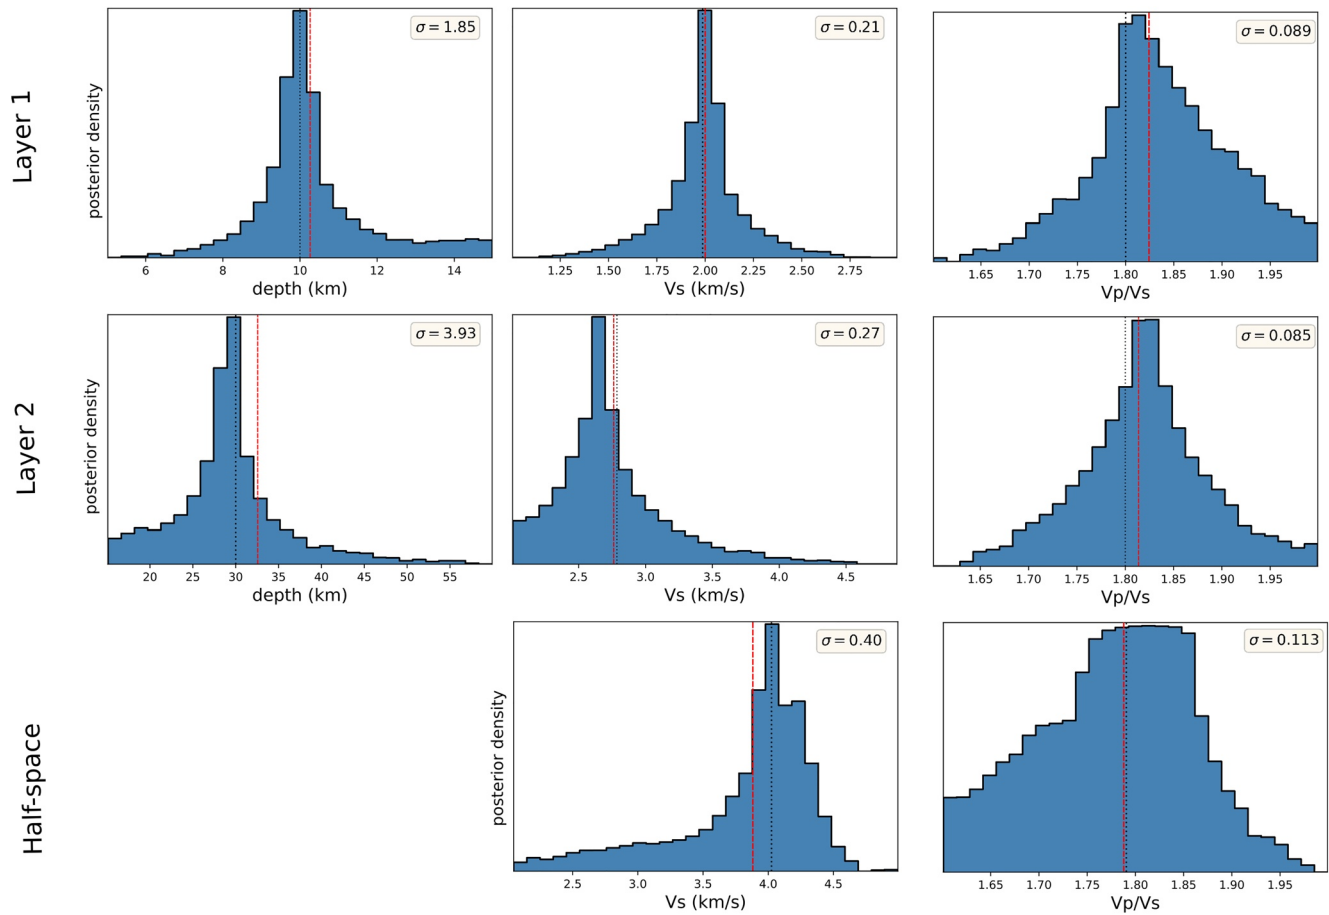 Layer 1
posterior density
σ = 1.85
6 8 10 12 14
depth (km)
σ = 0.21
1.25 1.50 1.75 2.00 2.25 2.50 2.75
Vs (km/s)
σ = 0.089
1.65 1.70 1.75 1.80 1.85 1.90 1.95
Vp/Vs
Layer 2
posterior density
σ = 3.93
20 25 30 35 40 45 50 55
depth (km)
σ = 0.27
2.5 3.0 3.5 4.0 4.5
Vs (km/s)
σ = 0.085
1.65 1.70 1.75 1.80 1.85 1.90 1.95
Vp/Vs
Half-space
posterior density
σ = 0.40
2.5 3.0 3.5 4.0 4.5
Vs (km/s)
σ = 0.113
1.65 1.70 1.75 1.80 1.85 1.90 1.95
Vp/Vs